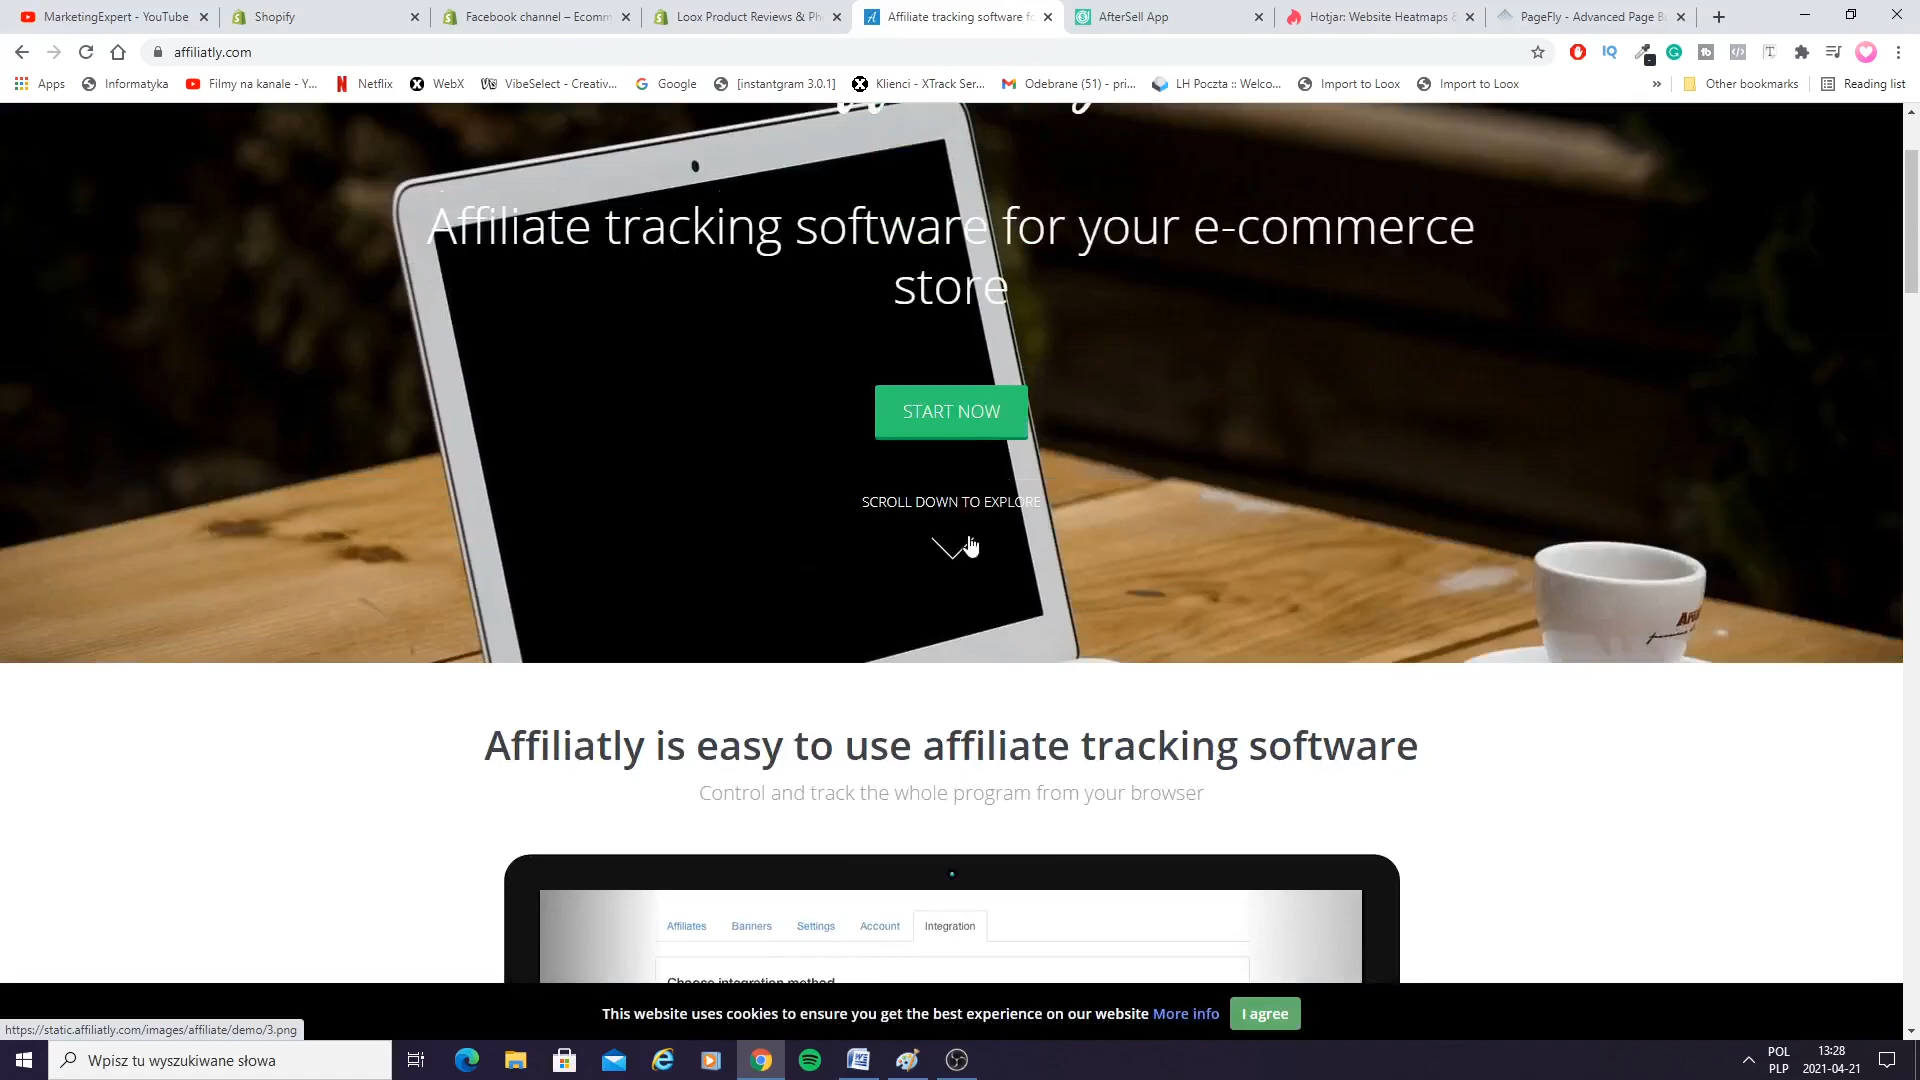 MarketingExpert - YouTube
Shopify
Facebook channel – Ecomm
Loox Product Reviews & Ph
Affiliate tracking software fo
AfterSell App
Hotjar: Website Heatmaps &
PageFly - Advanced Page B
affiliatly.com
Apps
Informatyka
Filmy na kanale - Y...
Netflix
WebX
VibeSelect - Creativ...
Google
[instantgram 3.0.1]
Klienci - XTrack Ser...
Odebrane (51) - pri...
LH Poczta :: Welco...
Import to Loox
Import to Loox
»
Other bookmarks
Reading list
Affiliate tracking software for your e-commerce
store
START NOW
SCROLL DOWN TO EXPLORE
Affiliatly is easy to use affiliate tracking software
Control and track the whole program from your browser
Affiliates
Banners
Settings
Account
Integration
Choose integration method
This website uses cookies to ensure you get the best experience on our website More info
I agree
https://static.affiliatly.com/images/affiliate/demo/3.png
Wpisz tu wyszukiwane słowa
POL
PLP
13:28
2021-04-21